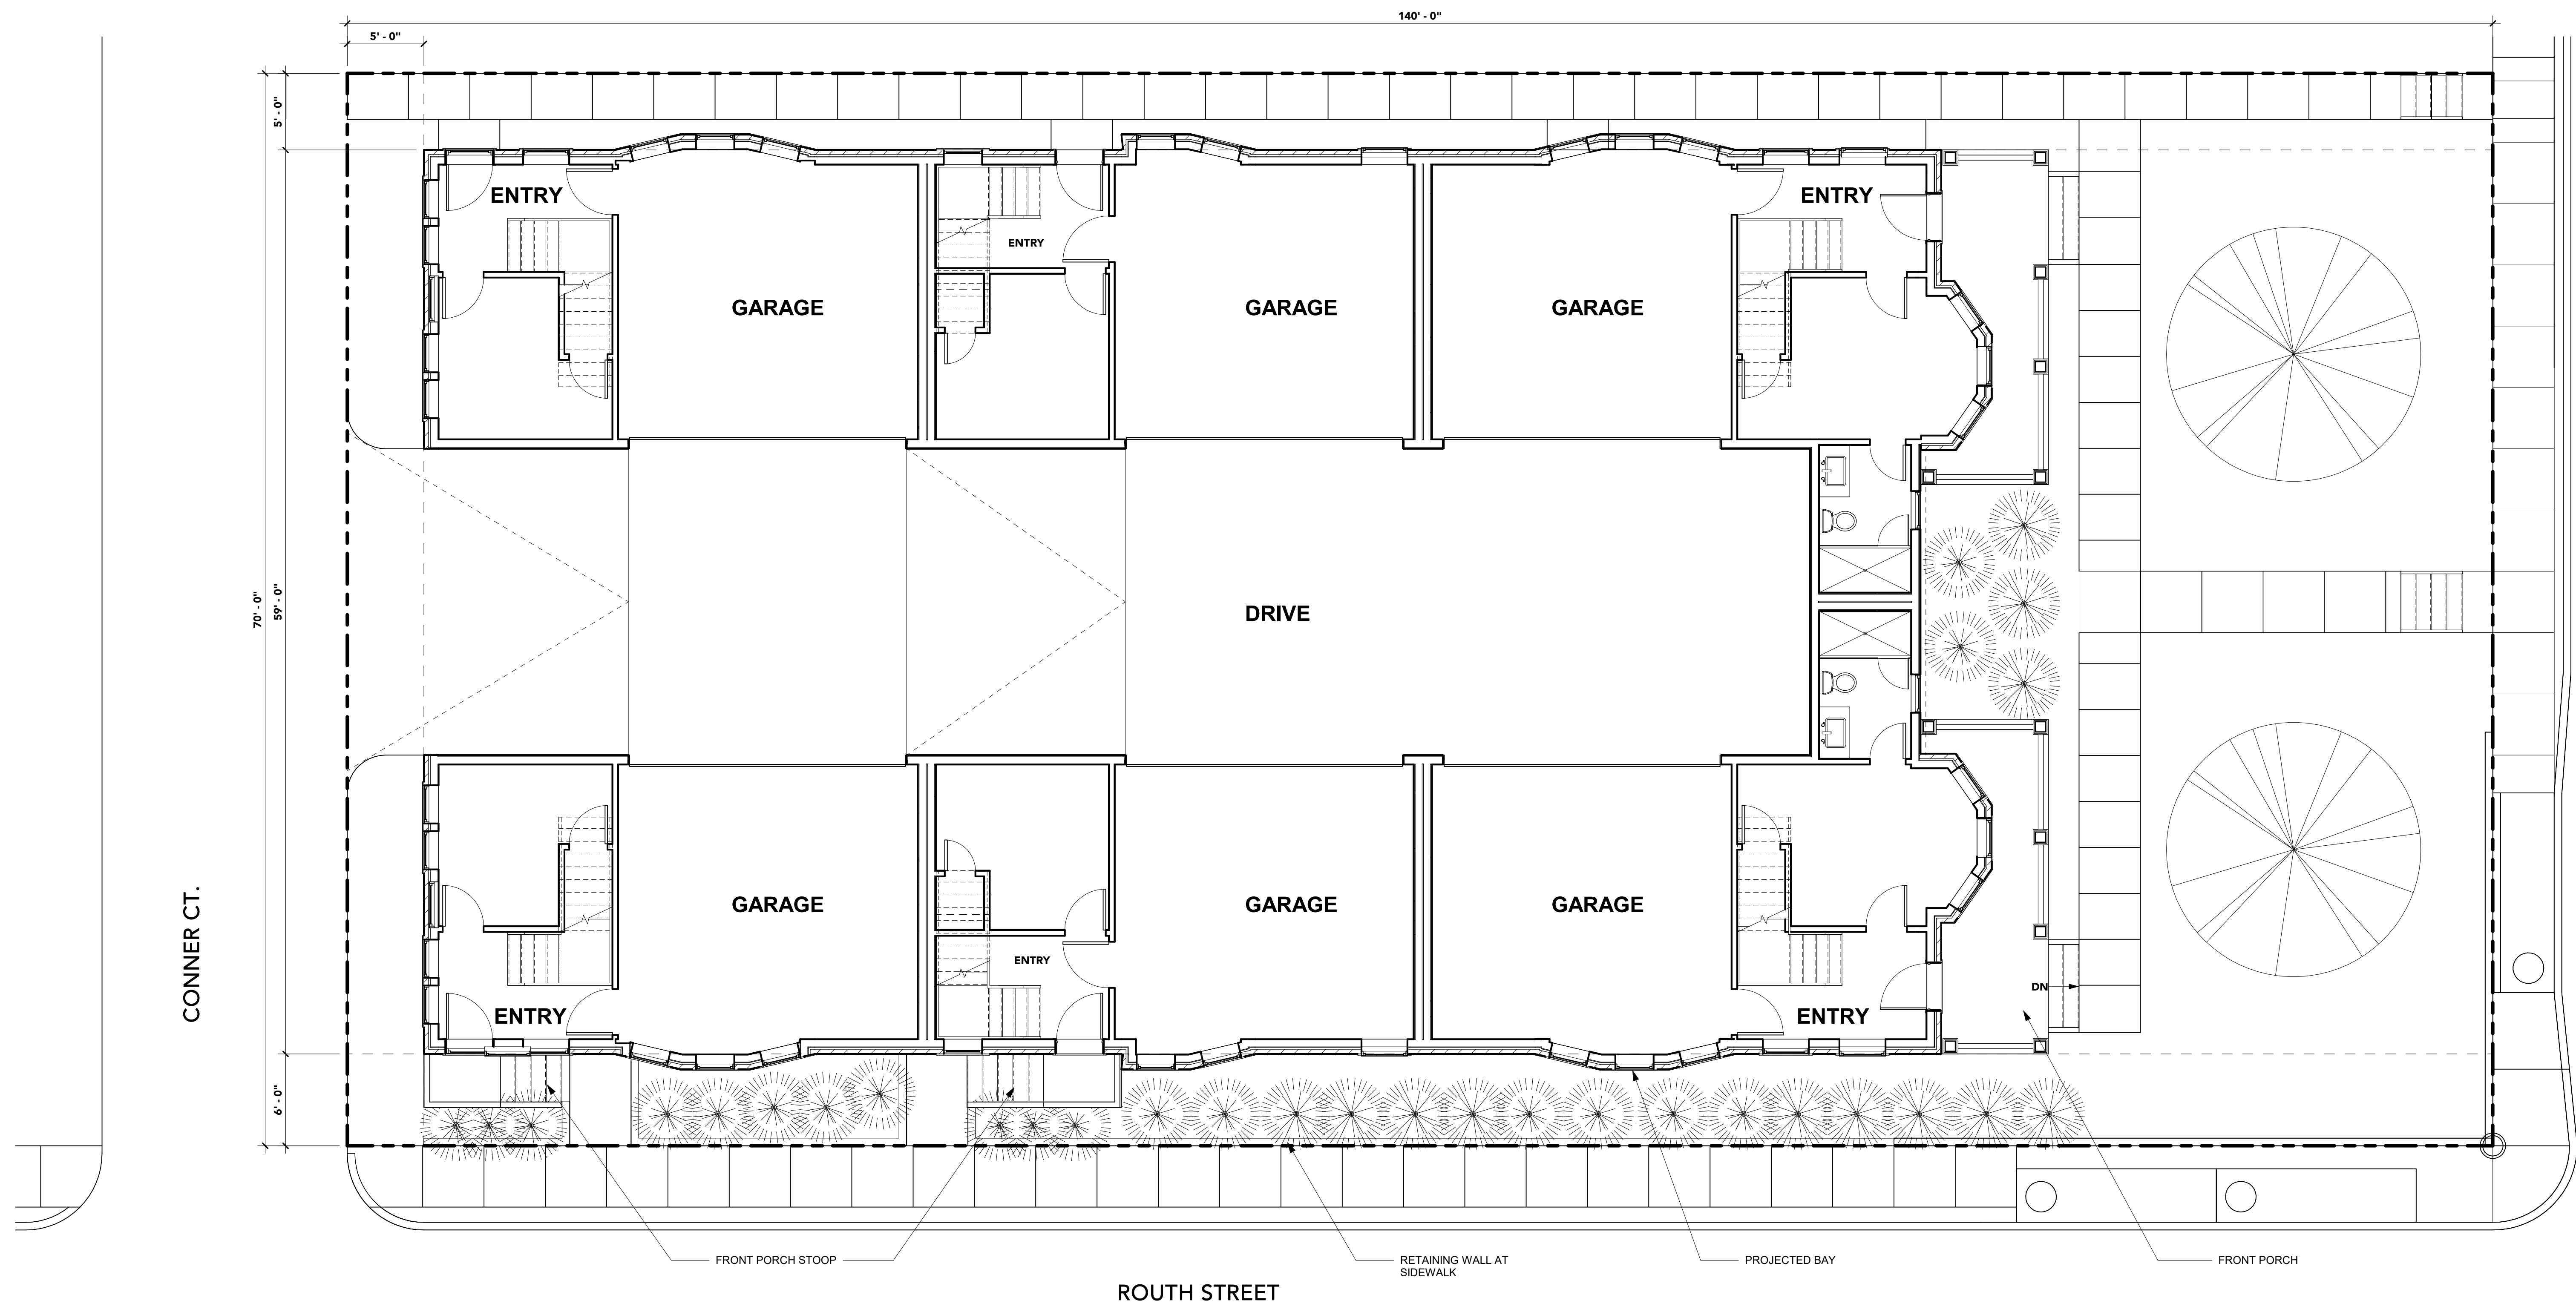 140' - 0"
5' - 0"
5' - 0"
ENTRY
ENTRY
ENTRY
GARAGE
GARAGE
GARAGE
70' - 0"
59' - 0"
DRIVE
CONNER CT.
GARAGE
GARAGE
GARAGE
ENTRY
DN
ENTRY
ENTRY
6' - 0"
FRONT PORCH STOOP
RETAINING WALL AT
SIDEWALK
PROJECTED BAY
FRONT PORCH
ROUTH STREET